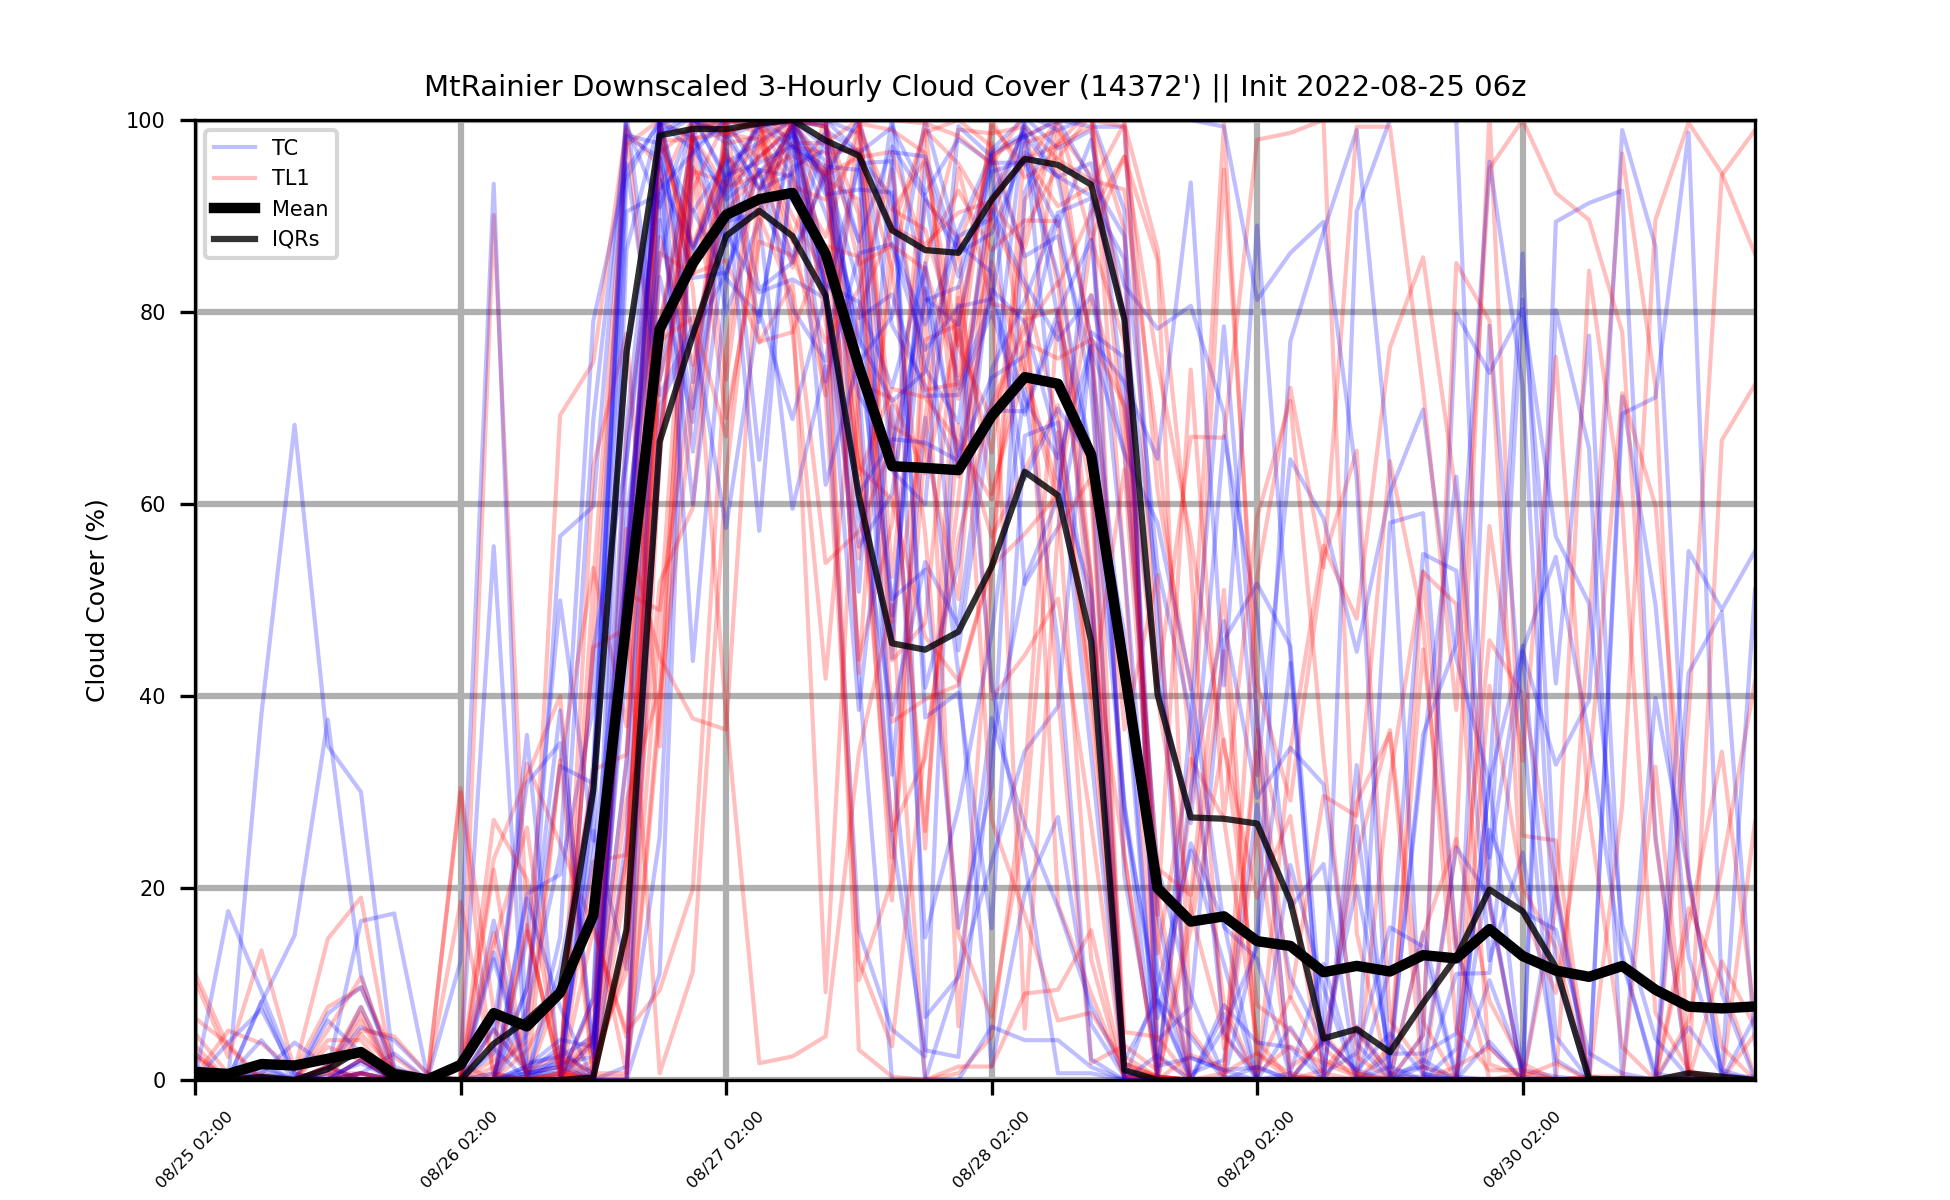 MtRainier Downscaled 3-Hourly Cloud Cover (14372') || Init 2022-08-25 06z
100
80
60
40
20
0
Cloud Cover (%)
TC
TL1
Mean
IQRs
08/25 02:00
08/26 02:00
08/27 02:00
08/28 02:00
08/29 02:00
08/30 02:00